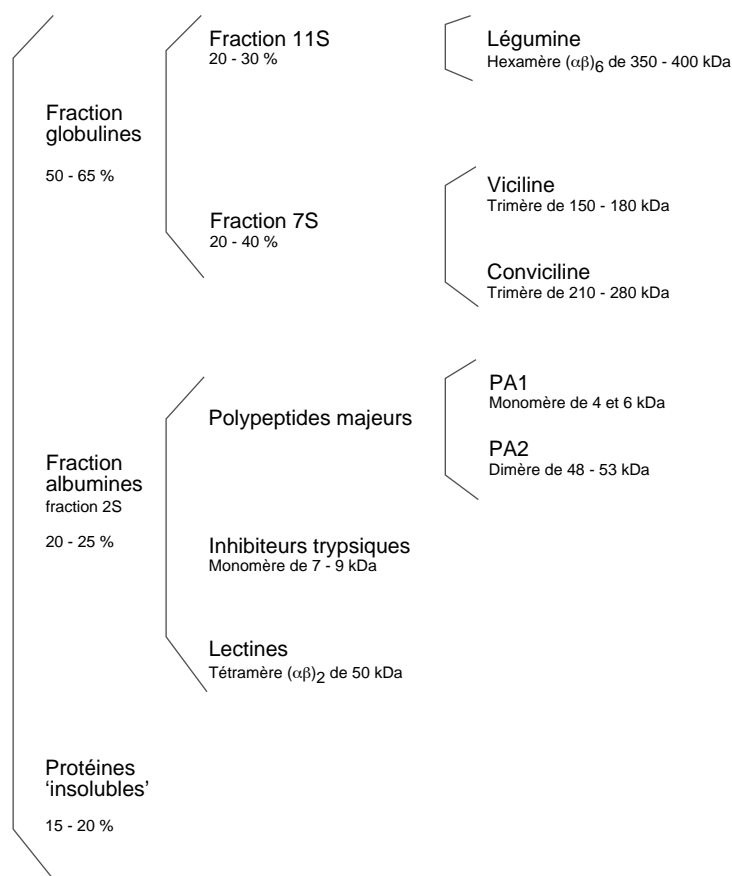 Fraction 11S
20 - 30 %
Légumine
Hexamère (αβ)6 de 350 - 400 kDa
Fraction
globulines
50 - 65 %
Fraction 7S
20 - 40 %
Viciline
Trimère de 150 - 180 kDa
Conviciline
Trimère de 210 - 280 kDa
Fraction
albumines
fraction 2S
20 - 25 %
Polypeptides majeurs
PA1
Monomère de 4 et 6 kDa
PA2
Dimère de 48 - 53 kDa
Inhibiteurs trypsiques
Monomère de 7 - 9 kDa
Lectines
Tétramère (αβ)2 de 50 kDa
Protéines
‘insolubles’
15 - 20 %